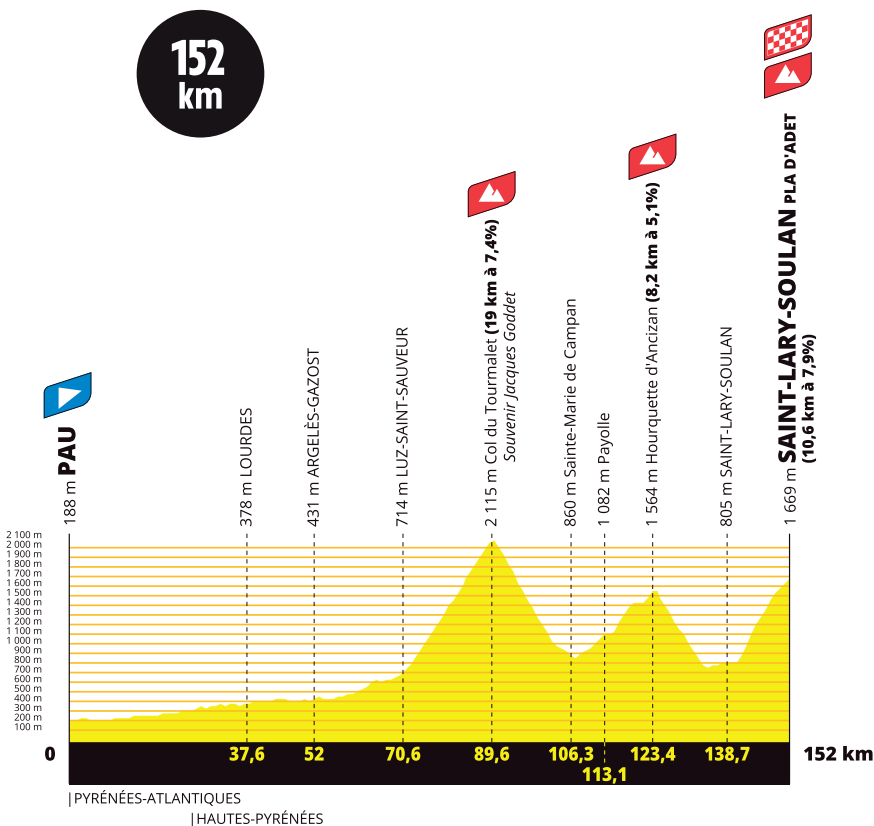 152
km
188 m PAU
378 m LOURDES
431 m ARGELÈS-GAZOST
714 m LUZ-SAINT-SAUVEUR
2 115 m Col du Tourmalet (19 km à 7,4%)
Souvenir Jacques Goddet
860 m Sainte-Marie de Campan
1 082 m Payolle
1 564 m Hourquette d'Ancizan (8,2 km à 5,1%)
805 m SAINT-LARY-SOULAN
1 669 m SAINT-LARY-SOULAN PLA D'ADET
(10,6 km à 7,9%)
2 100 m
2 000 m
1 900 m
1 800 m
1 700 m
1 600 m
1 500 m
1 400 m
1 300 m
1 200 m
1 100 m
1 000 m
900 m
800 m
700 m
600 m
500 m
400 m
300 m
200 m
100 m
0 37,6 52 70,6 89,6 106,3 123,4 138,7 152 km
113,1
|PYRÉNÉES-ATLANTIQUES
|HAUTES-PYRÉNÉES